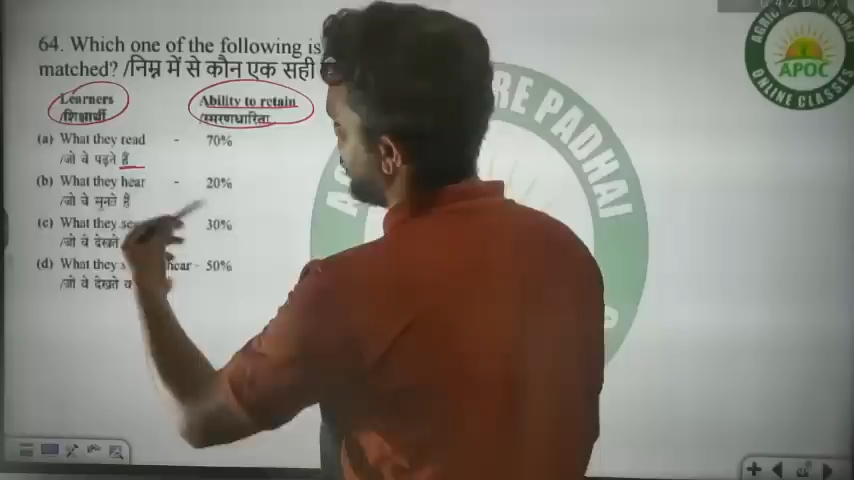 64. Which one of the following is
matched? /निम्न में से कौन एक सही
Learners
/शिक्षार्थी
Ability to retain
/स्मरणधारिता
(a) What they read - 70%
/जो वे पढ़ते हैं
(b) What they hear - 20%
/जो वे सुनते हैं
(c) What they 30%
/जो वे देखते
(d) What they hear - 50%
/जो वे देखते व
RE PADHAI
ONLINE CLASSES
APOC